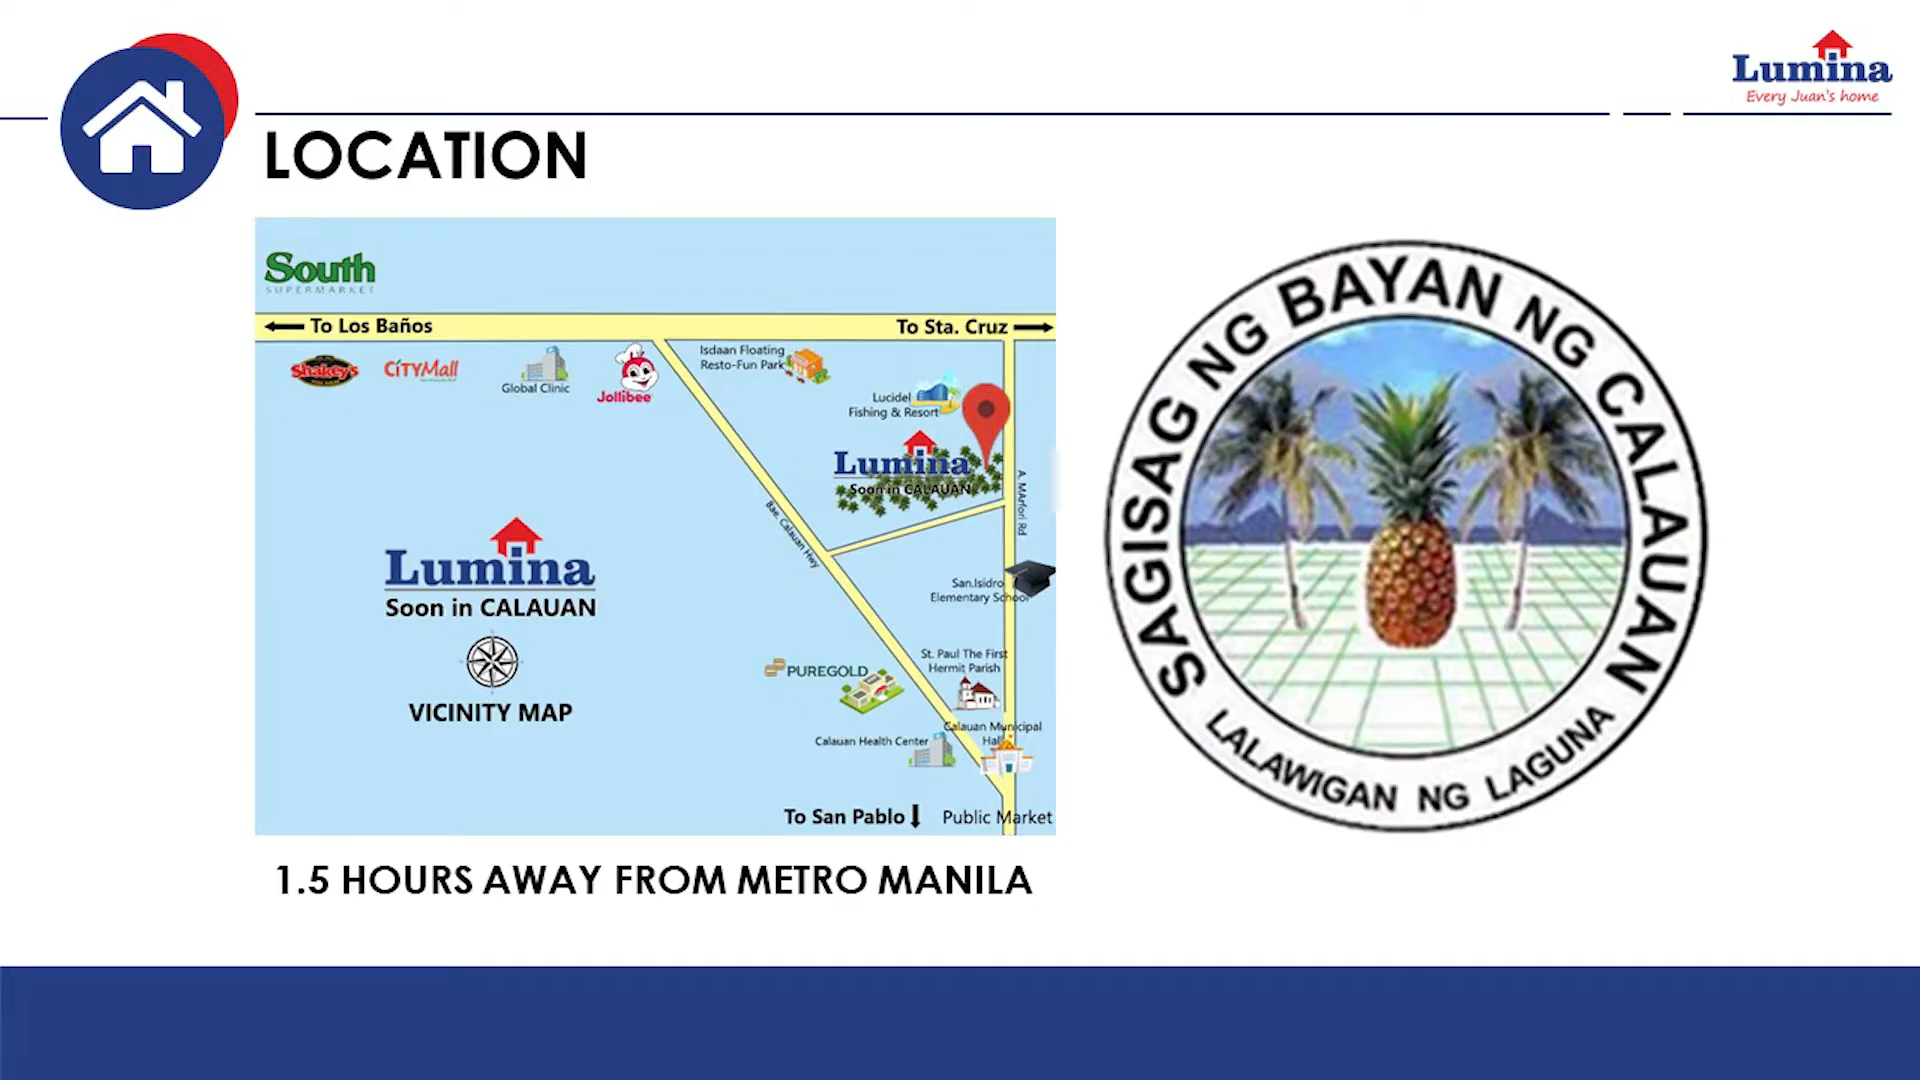 Lumina
Every Juan's home
LOCATION
South
SUPERMARKET
To Los Baños
To Sta. Cruz
Shakey's
CITYMall
Global Clinic
Jollibee
Isdaan Floating
Resto-Fun Park
Lucidel
Fishing & Resort
Lumina
Soon in CALAUAN
Bae, Calauan Hwy
A. MArfori Rd
Lumina
Soon in CALAUAN
VICINITY MAP
San.Isidro
Elementary School
St. Paul The First
Hermit Parish
PUREGOLD
Calauan Municipal
Hall
Calauan Health Center
To San Pablo
Public Market
1.5 HOURS AWAY FROM METRO MANILA
SAGISAG NG BAYAN NG CALAUAN
LALAWIGAN NG LAGUNA